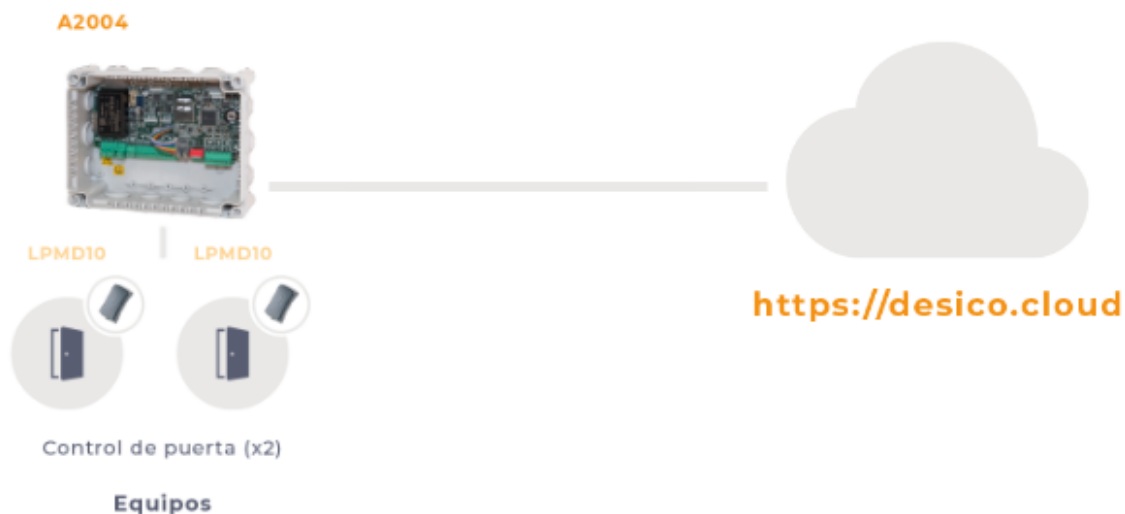 A2004
LPMD10
LPMD10
https://desico.cloud
Control de puerta (x2)
Equipos